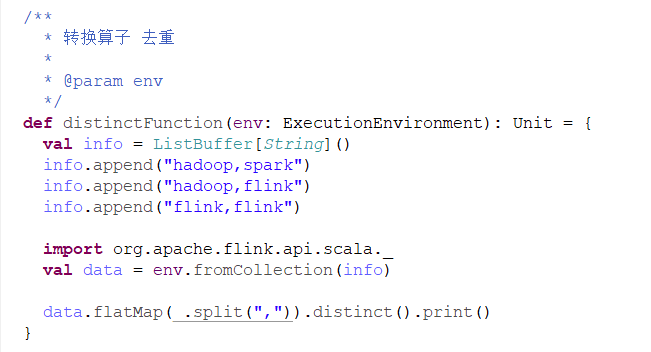 /**
 * 转换算子 去重
 *
 * @param env
 */
def distinctFunction(env: ExecutionEnvironment): Unit = {
  val info = ListBuffer[String]()
  info.append("hadoop,spark")
  info.append("hadoop,flink")
  info.append("flink,flink")

  import org.apache.flink.api.scala._
  val data = env.fromCollection(info)

  data.flatMap(_.split(",")).distinct().print()
}